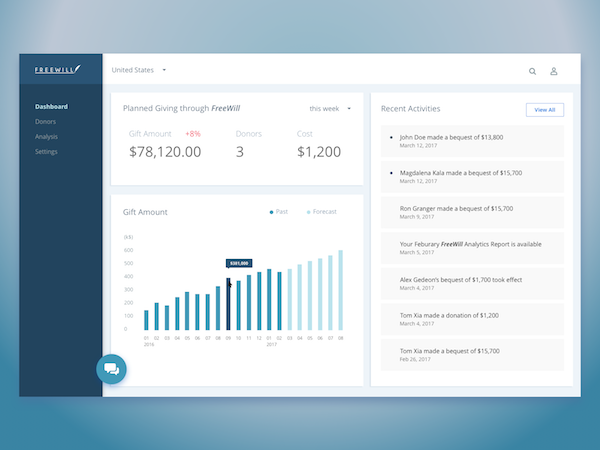 FREEWILL
United States
Dashboard
Donors
Analysis
Settings
Planned Giving through FreeWill
this week
Gift Amount +8% Donors Cost
$78,120.00 3 $1,200
Gift Amount
Past
Forecast
(k$)
600
500
400
300
200
100
0
$381,000
01 02 03 04 05 06 07 08 09 10 11 12 01 02 03 04 05 06 07 08
2016 2017
Recent Activities
View All
John Doe made a bequest of $13,800
March 12, 2017
Magdalena Kala made a bequest of $15,700
March 12, 2017
Ron Granger made a bequest of $15,700
March 9, 2017
Your Feburary FreeWill Analytics Report is available
March 5, 2017
Alex Gedeon's bequest of $1,700 took effect
March 4, 2017
Tom Xia made a donation of $1,200
March 4, 2017
Tom Xia made a bequest of $15,700
Feb 26, 2017